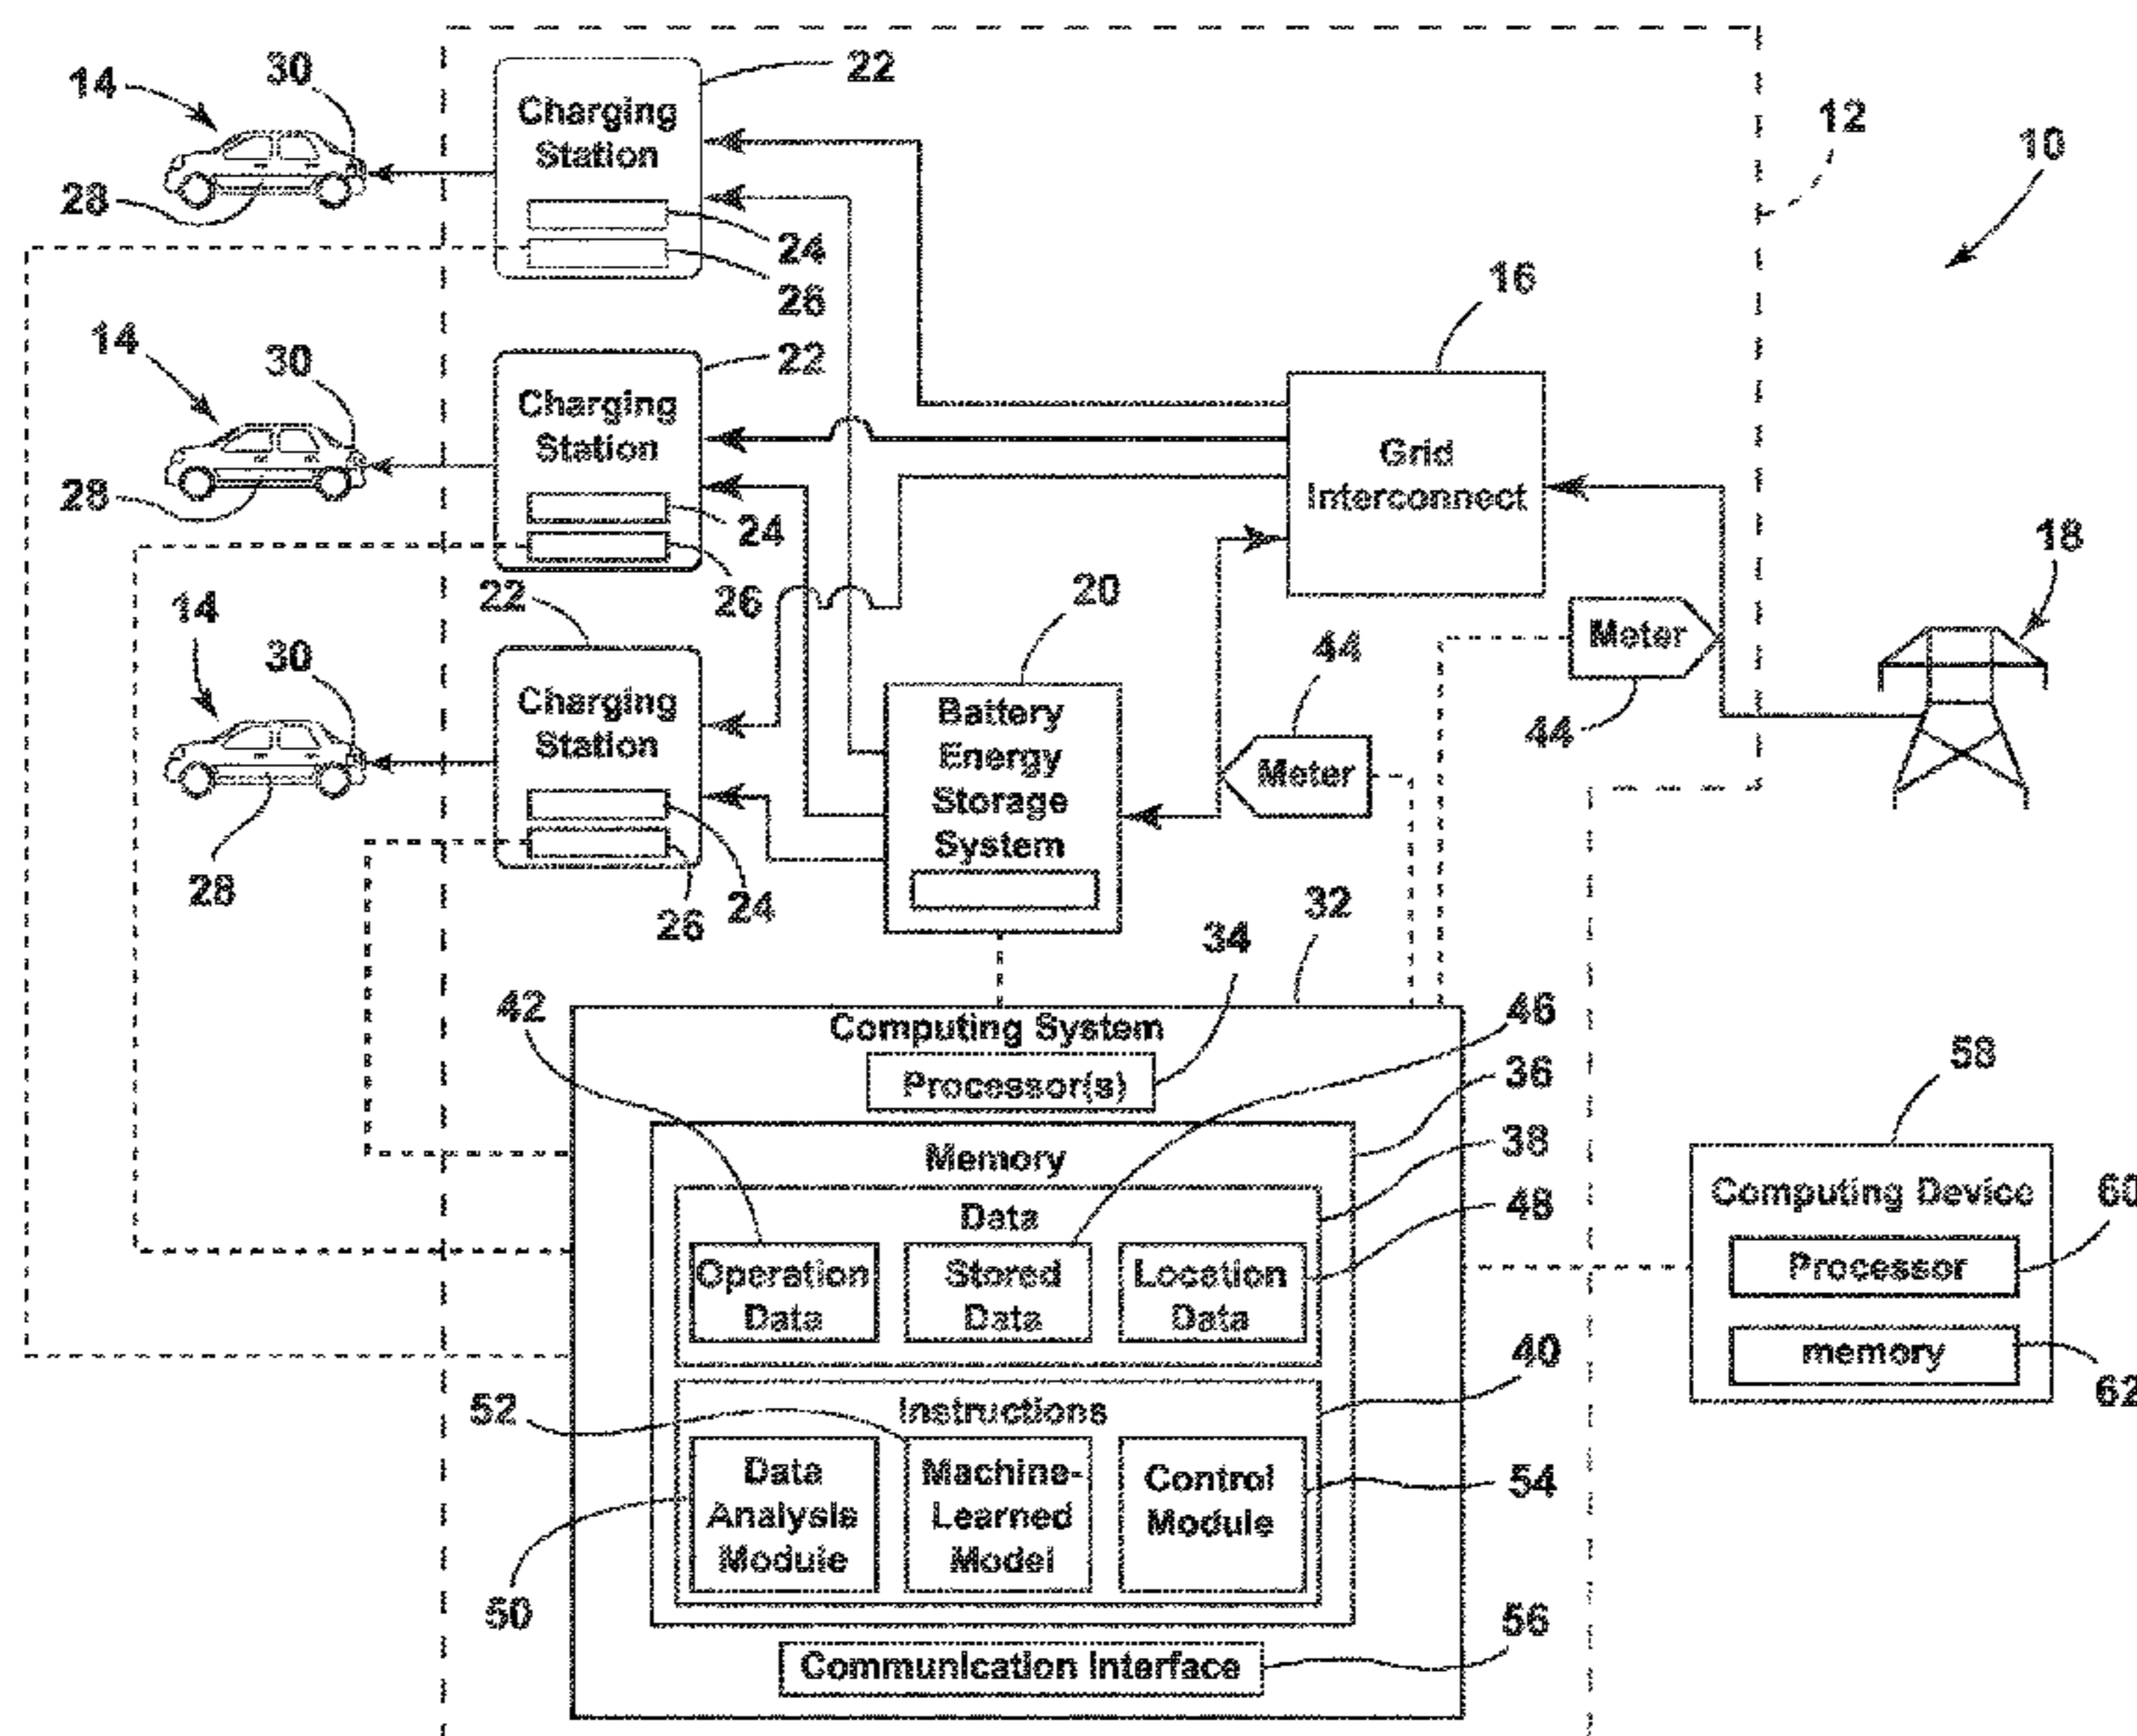 14
30
28
Charging
Station
22
24
26
12
10
14
30
28
Charging
Station
22
24
26
16
Grid
Interconnect
18
14
30
28
22
Charging
Station
24
26
20
Battery
Energy
Storage
System
44
Meter
Meter
44
32
34
42
Computing System
Processor(s)
46
36
38
48
Memory
Data
Operation
Data
Stored
Data
Location
Data
40
52
Instructions
Data
Analysis
Module
Machine-
Learned
Model
Control
Module
54
50
56
Communication Interface
58
Computing Device
60
Processor
memory
62